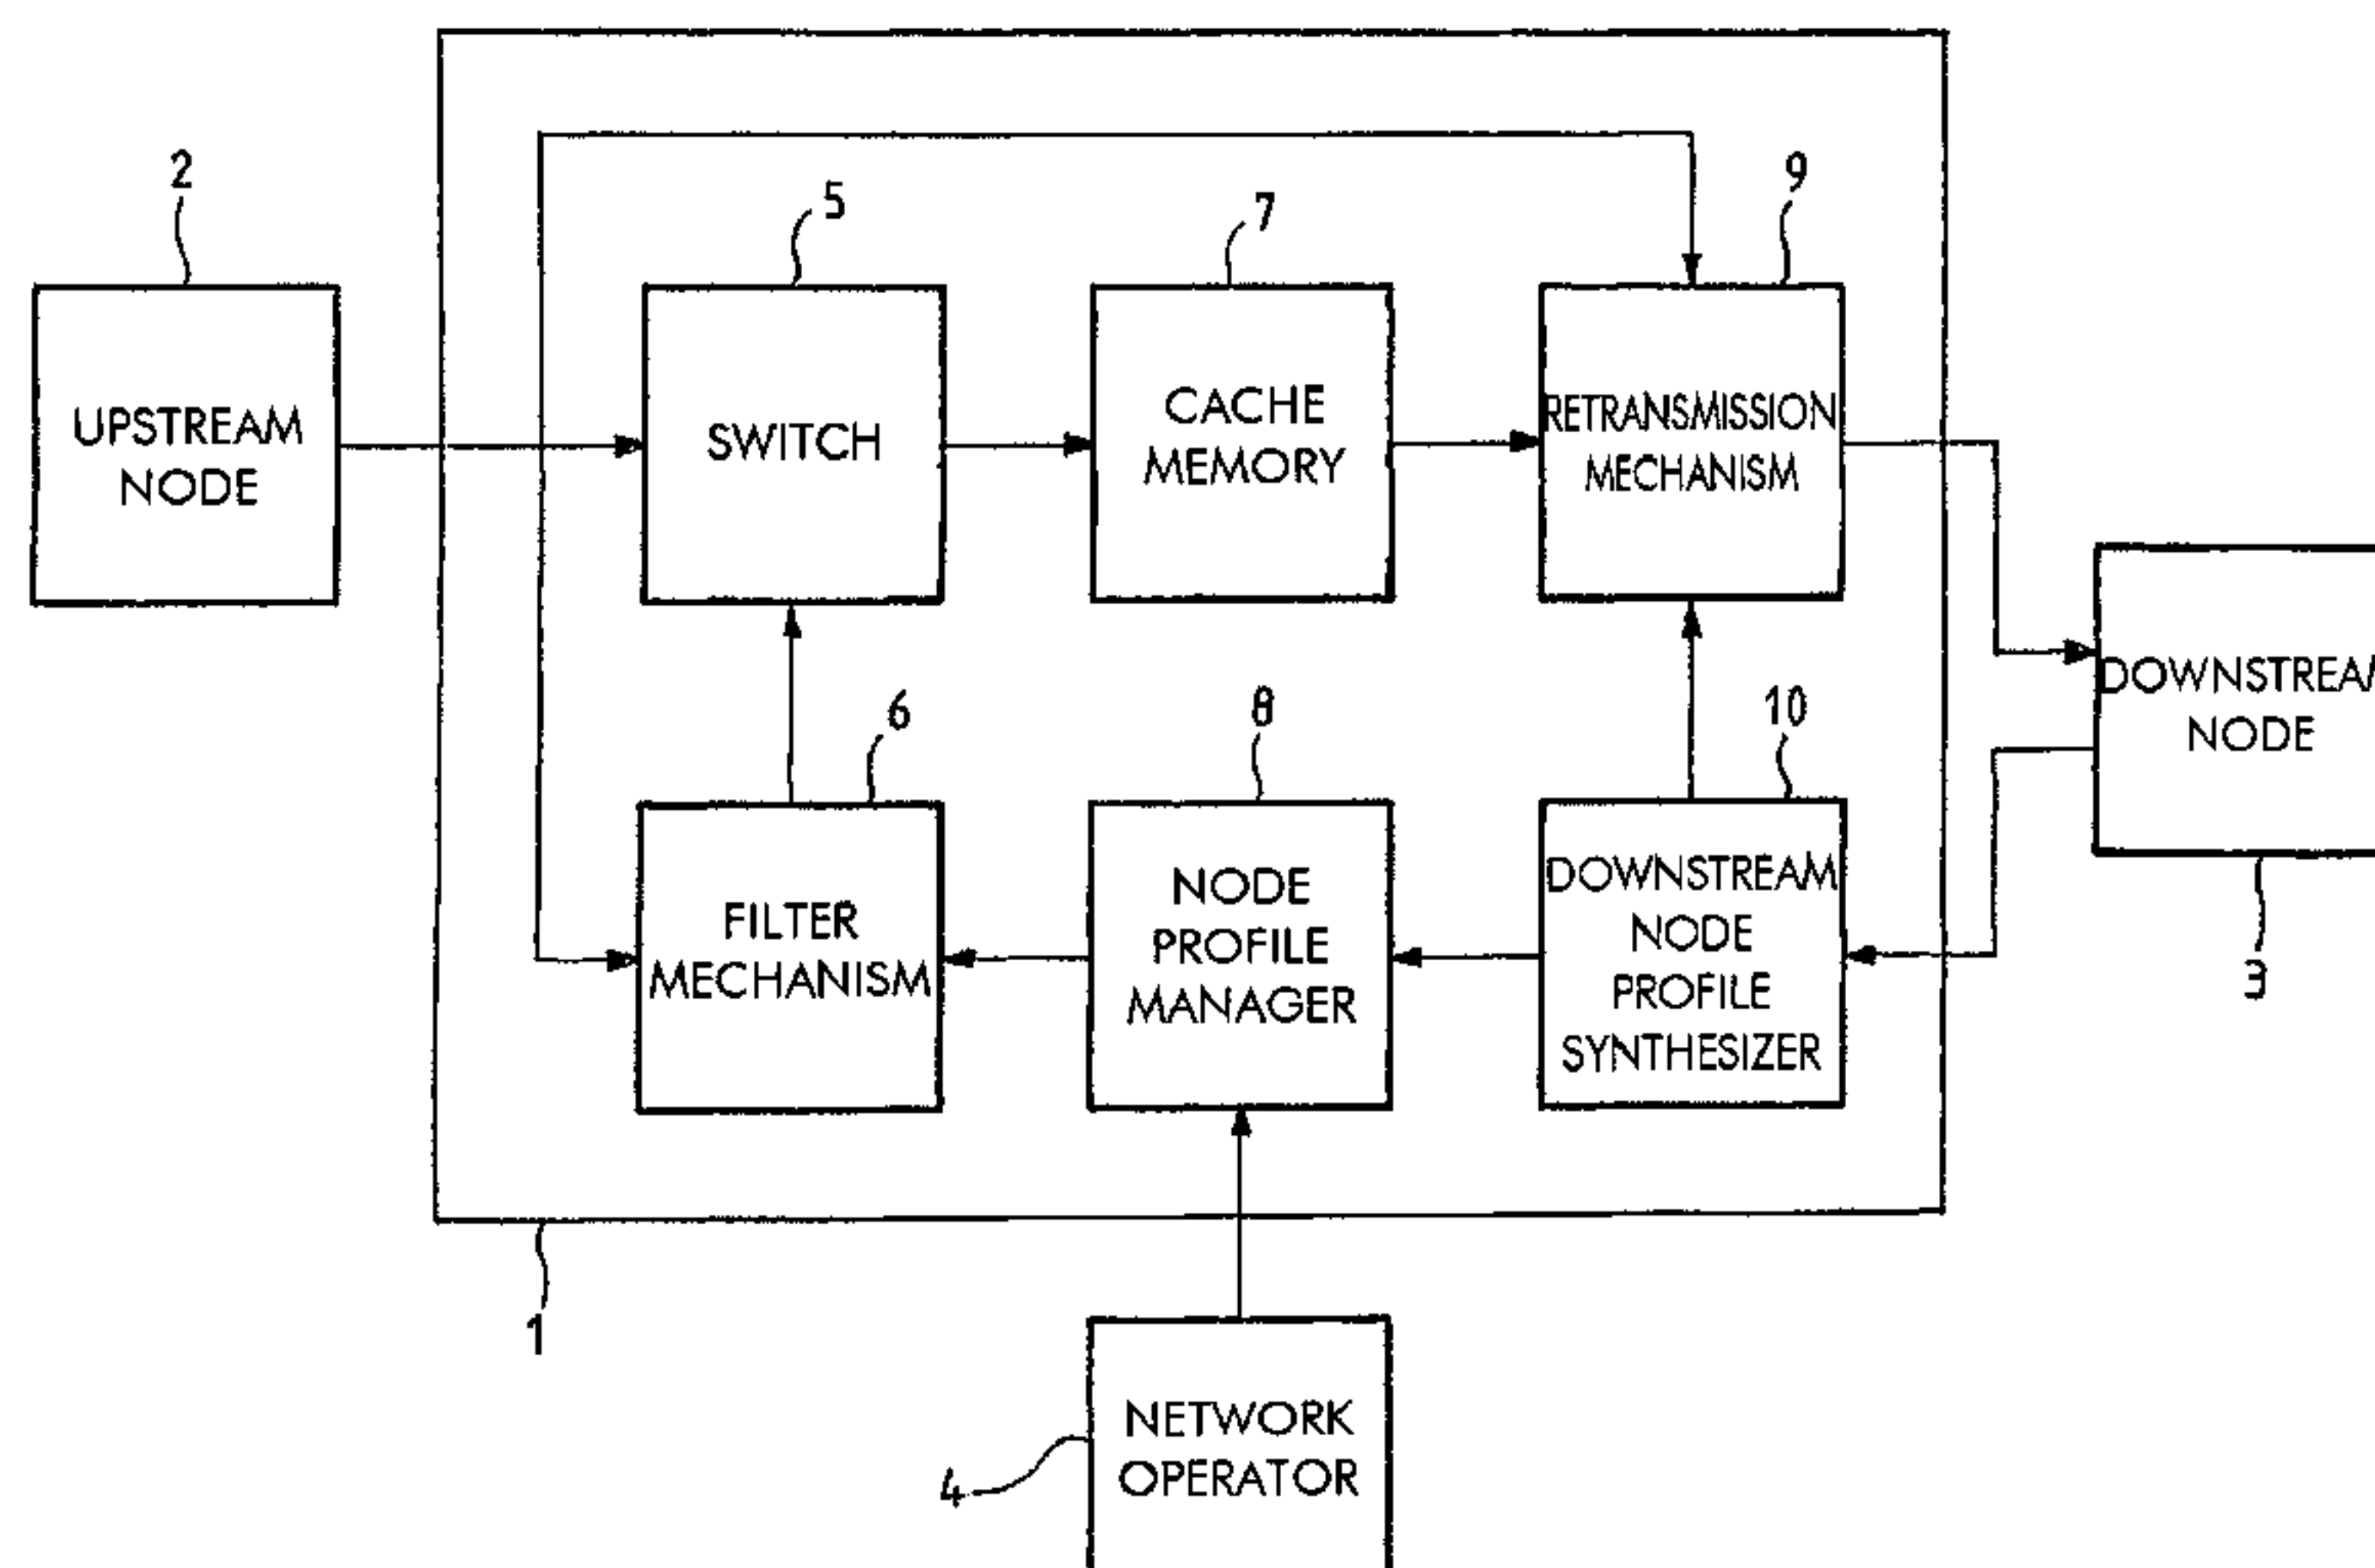 2
5
7
9
UPSTREAM
NODE
SWITCH
CACHE
MEMORY
RETRANSMISSION
MECHANISM
DOWNSTREAM
NODE
3
6
8
10
FILTER
MECHANISM
NODE
PROFILE
MANAGER
DOWNSTREAM
NODE
PROFILE
SYNTHESIZER
1
4
NETWORK
OPERATOR